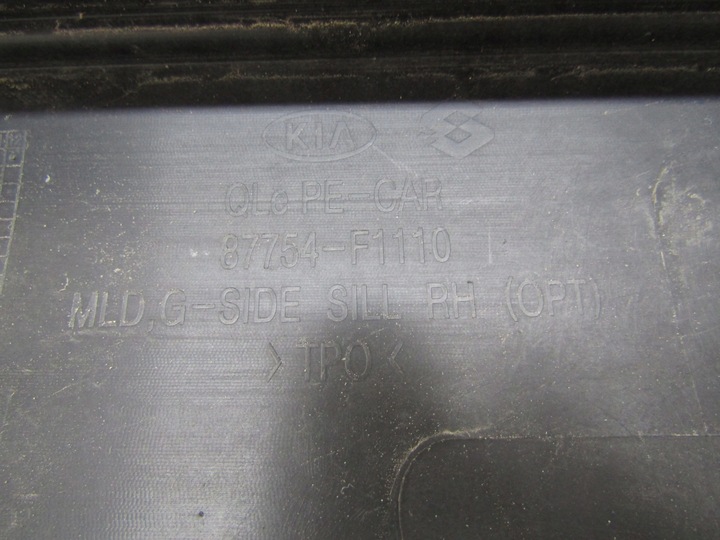 KIA
QLe PE-CAR
87754-F1110
MLD,G-SIDE SILL RH (OPT)
>TPO<